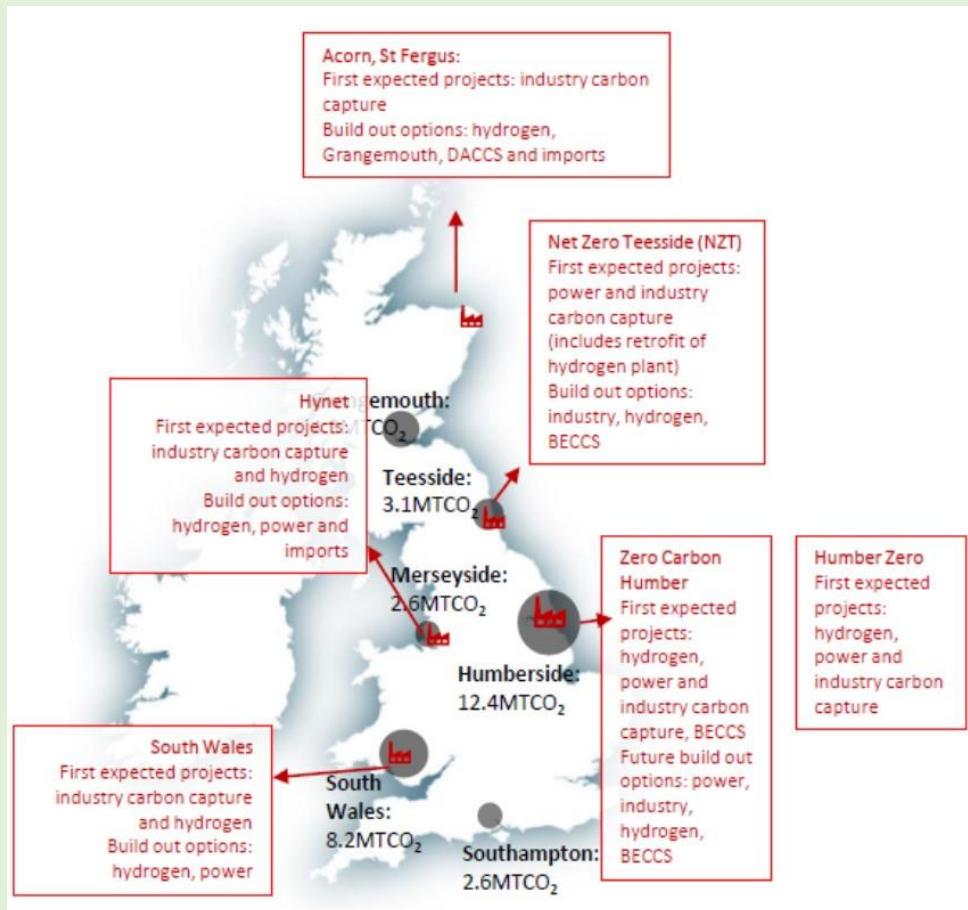 Acorn, St Fergus:
First expected projects: industry carbon
capture
Build out options: hydrogen,
Grangemouth, DACCS and imports
Net Zero Teesside (NZT)
First expected projects:
power and industry
carbon capture
(includes retrofit of
hydrogen plant)
Build out options:
industry, hydrogen,
BECCS
Hynet
First expected projects:
industry carbon capture
and hydrogen
Build out options:
hydrogen, power and
imports
gemouth:
MTCO₂
Teesside:
3.1MTCO₂
Merseyside:
2.6MTCO₂
Humberside:
12.4MTCO₂
Zero Carbon
Humber
First expected
projects:
hydrogen,
power and
industry carbon
capture, BECCS
Future build out
options: power,
industry,
hydrogen,
BECCS
Humber Zero
First expected
projects:
hydrogen,
power and
industry carbon
capture
South Wales
First expected projects:
industry carbon capture
and hydrogen
Build out options:
hydrogen, power
South
Wales:
8.2MTCO₂
Southampton:
2.6MTCO₂